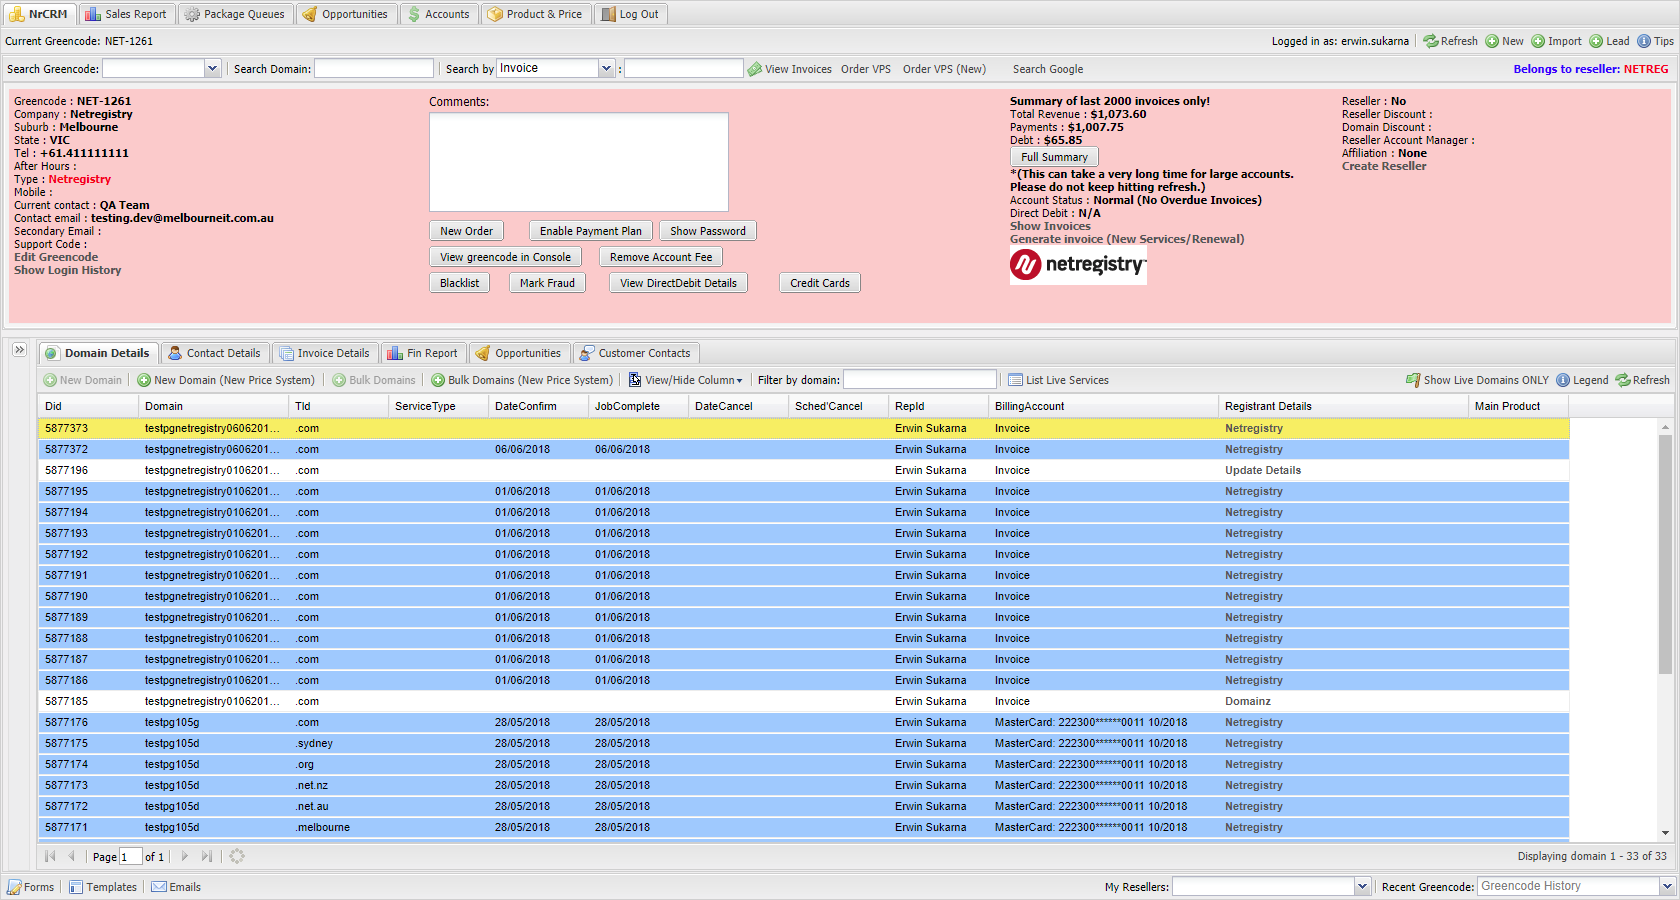 NrCRM Sales Report Package Queues Opportunities Accounts Product & Price Log Out
Current Greencode: NET-1261 Logged in as: erwin.sukarna Refresh New Import Lead Tips
Search Greencode: Search Domain: Search by Invoice : View Invoices Order VPS Order VPS (New) Search Google Belongs to reseller: NETREG
Greencode : NET-1261
Company : Netregistry
Suburb : Melbourne
State : VIC
Tel : +61.411111111
After Hours :
Type : Netregistry
Mobile :
Current contact : QA Team
Contact email : testing.dev@melbourneit.com.au
Secondary Email :
Support Code :
Edit Greencode
Show Login History
Comments:
New Order Enable Payment Plan Show Password
View greencode in Console Remove Account Fee
Blacklist Mark Fraud View DirectDebit Details Credit Cards
Summary of last 2000 invoices only!
Total Revenue : $1,073.60
Payments : $1,007.75
Debt : $65.85
Full Summary
*(This can take a very long time for large accounts.
Please do not keep hitting refresh.)
Account Status : Normal (No Overdue Invoices)
Direct Debit : N/A
Show Invoices
Generate invoice (New Services/Renewal)
netregistry
Reseller : No
Reseller Discount :
Domain Discount :
Reseller Account Manager :
Affiliation : None
Create Reseller
Domain Details Contact Details Invoice Details Fin Report Opportunities Customer Contacts
New Domain New Domain (New Price System) Bulk Domains Bulk Domains (New Price System) View/Hide Column Filter by domain: List Live Services Show Live Domains ONLY Legend Refresh
Did Domain Tld ServiceType DateConfirm JobComplete DateCancel Sched'Cancel RepId BillingAccount Registrant Details Main Product
5877373 testpgnetregistry0606201... .com Erwin Sukarna Invoice Netregistry
5877372 testpgnetregistry0606201... .com 06/06/2018 06/06/2018 Erwin Sukarna Invoice Netregistry
5877196 testpgnetregistry0106201... .com Erwin Sukarna Invoice Update Details
5877195 testpgnetregistry0106201... .com 01/06/2018 01/06/2018 Erwin Sukarna Invoice Netregistry
5877194 testpgnetregistry0106201... .com 01/06/2018 01/06/2018 Erwin Sukarna Invoice Netregistry
5877193 testpgnetregistry0106201... .com 01/06/2018 01/06/2018 Erwin Sukarna Invoice Netregistry
5877192 testpgnetregistry0106201... .com 01/06/2018 01/06/2018 Erwin Sukarna Invoice Netregistry
5877191 testpgnetregistry0106201... .com 01/06/2018 01/06/2018 Erwin Sukarna Invoice Netregistry
5877190 testpgnetregistry0106201... .com 01/06/2018 01/06/2018 Erwin Sukarna Invoice Netregistry
5877189 testpgnetregistry0106201... .com 01/06/2018 01/06/2018 Erwin Sukarna Invoice Netregistry
5877188 testpgnetregistry0106201... .com 01/06/2018 01/06/2018 Erwin Sukarna Invoice Netregistry
5877187 testpgnetregistry0106201... .com 01/06/2018 01/06/2018 Erwin Sukarna Invoice Netregistry
5877186 testpgnetregistry0106201... .com 01/06/2018 01/06/2018 Erwin Sukarna Invoice Netregistry
5877185 testpgnetregistry0106201... .com Erwin Sukarna Invoice Domainz
5877176 testpg105g .com 28/05/2018 28/05/2018 Erwin Sukarna MasterCard: 222300******0011 10/2018 Netregistry
5877175 testpg105d .sydney 28/05/2018 28/05/2018 Erwin Sukarna MasterCard: 222300******0011 10/2018 Netregistry
5877174 testpg105d .org 28/05/2018 28/05/2018 Erwin Sukarna MasterCard: 222300******0011 10/2018 Netregistry
5877173 testpg105d .net.nz 28/05/2018 28/05/2018 Erwin Sukarna MasterCard: 222300******0011 10/2018 Netregistry
5877172 testpg105d .net.au 28/05/2018 28/05/2018 Erwin Sukarna MasterCard: 222300******0011 10/2018 Netregistry
5877171 testpg105d .melbourne 28/05/2018 28/05/2018 Erwin Sukarna MasterCard: 222300******0011 10/2018 Netregistry
Page 1 of 1 Displaying domain 1 - 33 of 33
Forms Templates Emails My Resellers: Recent Greencode: Greencode History